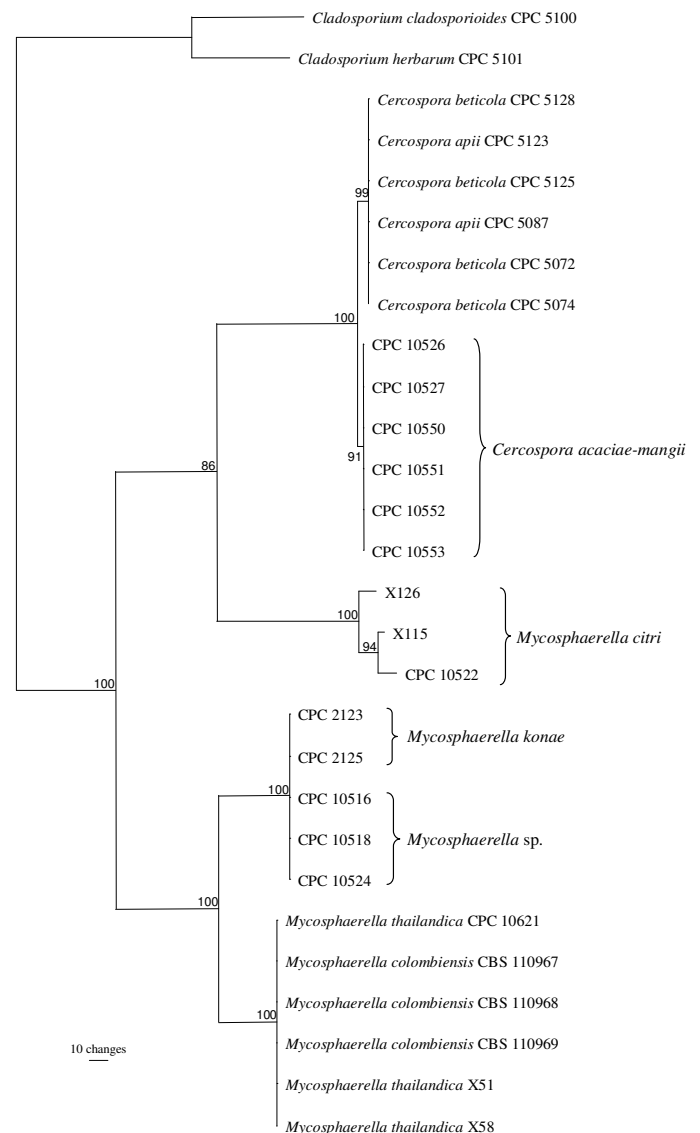 Cladosporium cladosporioides CPC 5100
Cladosporium herbarum CPC 5101
Cercospora beticola CPC 5128
Cercospora apii CPC 5123
99
Cercospora beticola CPC 5125
Cercospora apii CPC 5087
Cercospora beticola CPC 5072
Cercospora beticola CPC 5074
100
CPC 10526
CPC 10527
CPC 10550
91
CPC 10551
CPC 10552
CPC 10553
Cercospora acaciae-mangii
86
X126
100
X115
94
CPC 10522
Mycosphaerella citri
100
CPC 2123
CPC 2125
Mycosphaerella konae
100
CPC 10516
CPC 10518
CPC 10524
Mycosphaerella sp.
100
Mycosphaerella thailandica CPC 10621
Mycosphaerella colombiensis CBS 110967
Mycosphaerella colombiensis CBS 110968
100
Mycosphaerella colombiensis CBS 110969
Mycosphaerella thailandica X51
Mycosphaerella thailandica X58
10 changes